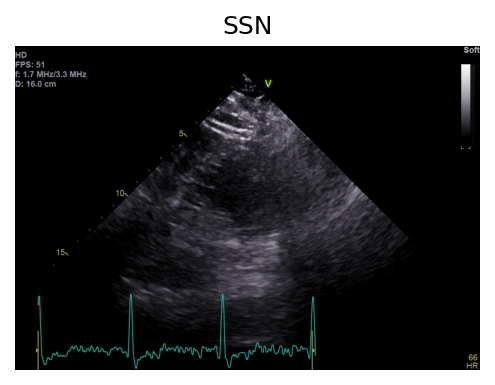 SSN
HD
Soft
FPS: 51
f: 1.7 MHz/3.3 MHz
D: 16.0 cm
V
5
10
15
66
HR